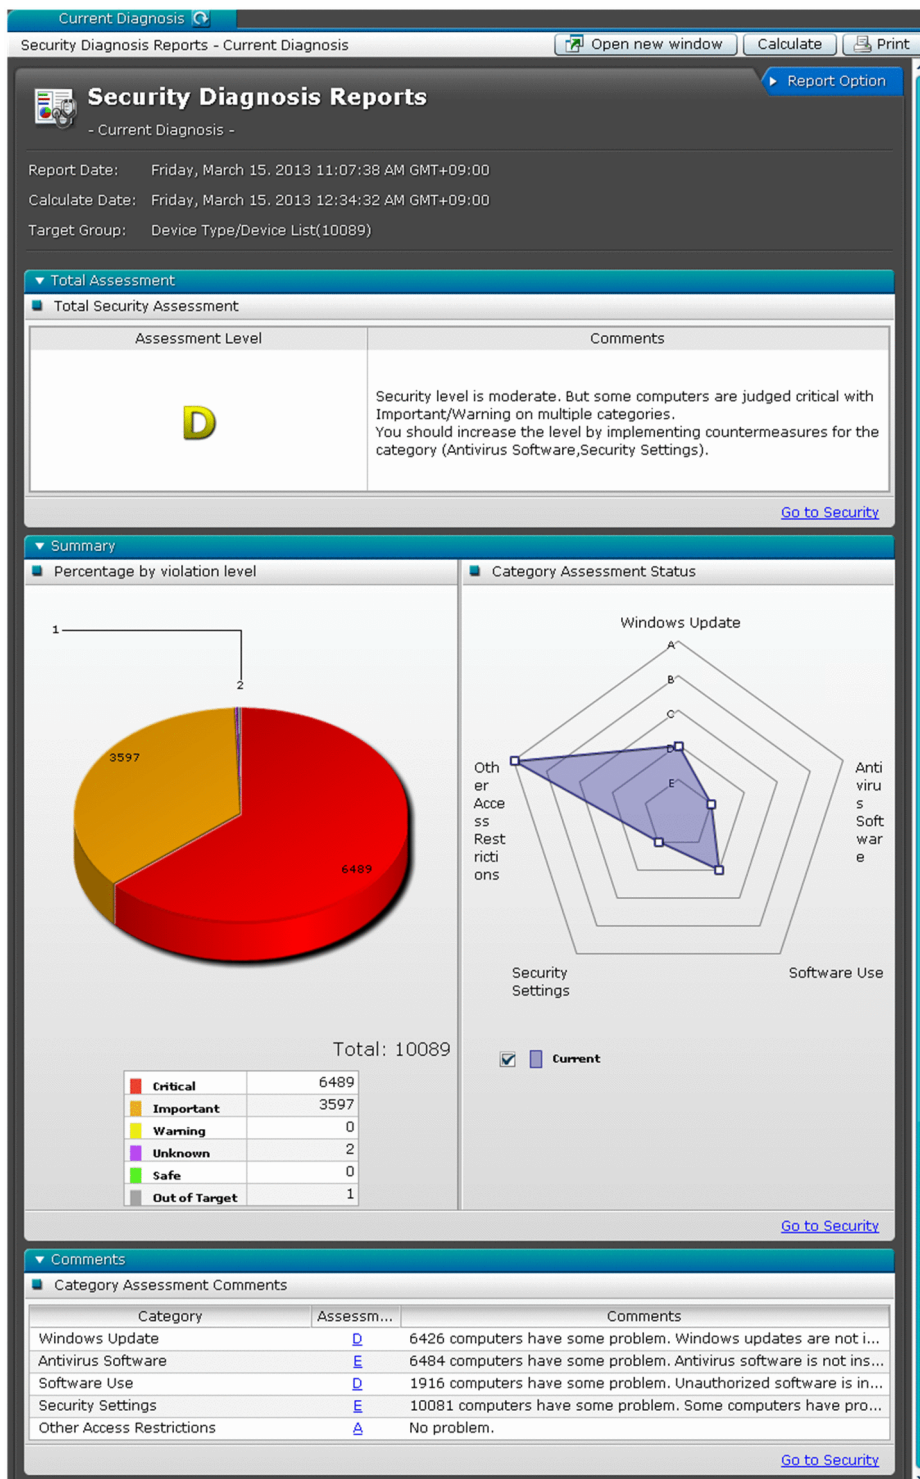 Current Diagnosis
Security Diagnosis Reports - Current Diagnosis
Open new window
Calculate
Print
Report Option
Security Diagnosis Reports
- Current Diagnosis -
Report Date: Friday, March 15. 2013 11:07:38 AM GMT+09:00
Calculate Date: Friday, March 15. 2013 12:34:32 AM GMT+09:00
Target Group: Device Type/Device List(10089)
Total Assessment
Total Security Assessment
Assessment Level Comments
D
Security level is moderate. But some computers are judged critical with
Important/Warning on multiple categories.
You should increase the level by implementing countermeasures for the
category (Antivirus Software,Security Settings).
Go to Security
Summary
Percentage by violation level
1
2
3597
6489
Total: 10089
Critical 6489
Important 3597
Warning 0
Unknown 2
Safe 0
Out of Target 1
Category Assessment Status
Windows Update
A
B
C
D
E
Oth
er
Acce
ss
Rest
ricti
ons
Anti
viru
s
Soft
war
e
Security
Settings
Software Use
Current
Go to Security
Comments
Category Assessment Comments
Category Assessm... Comments
Windows Update D 6426 computers have some problem. Windows updates are not i...
Antivirus Software E 6484 computers have some problem. Antivirus software is not ins...
Software Use D 1916 computers have some problem. Unauthorized software is in...
Security Settings E 10081 computers have some problem. Some computers have pro...
Other Access Restrictions A No problem.
Go to Security